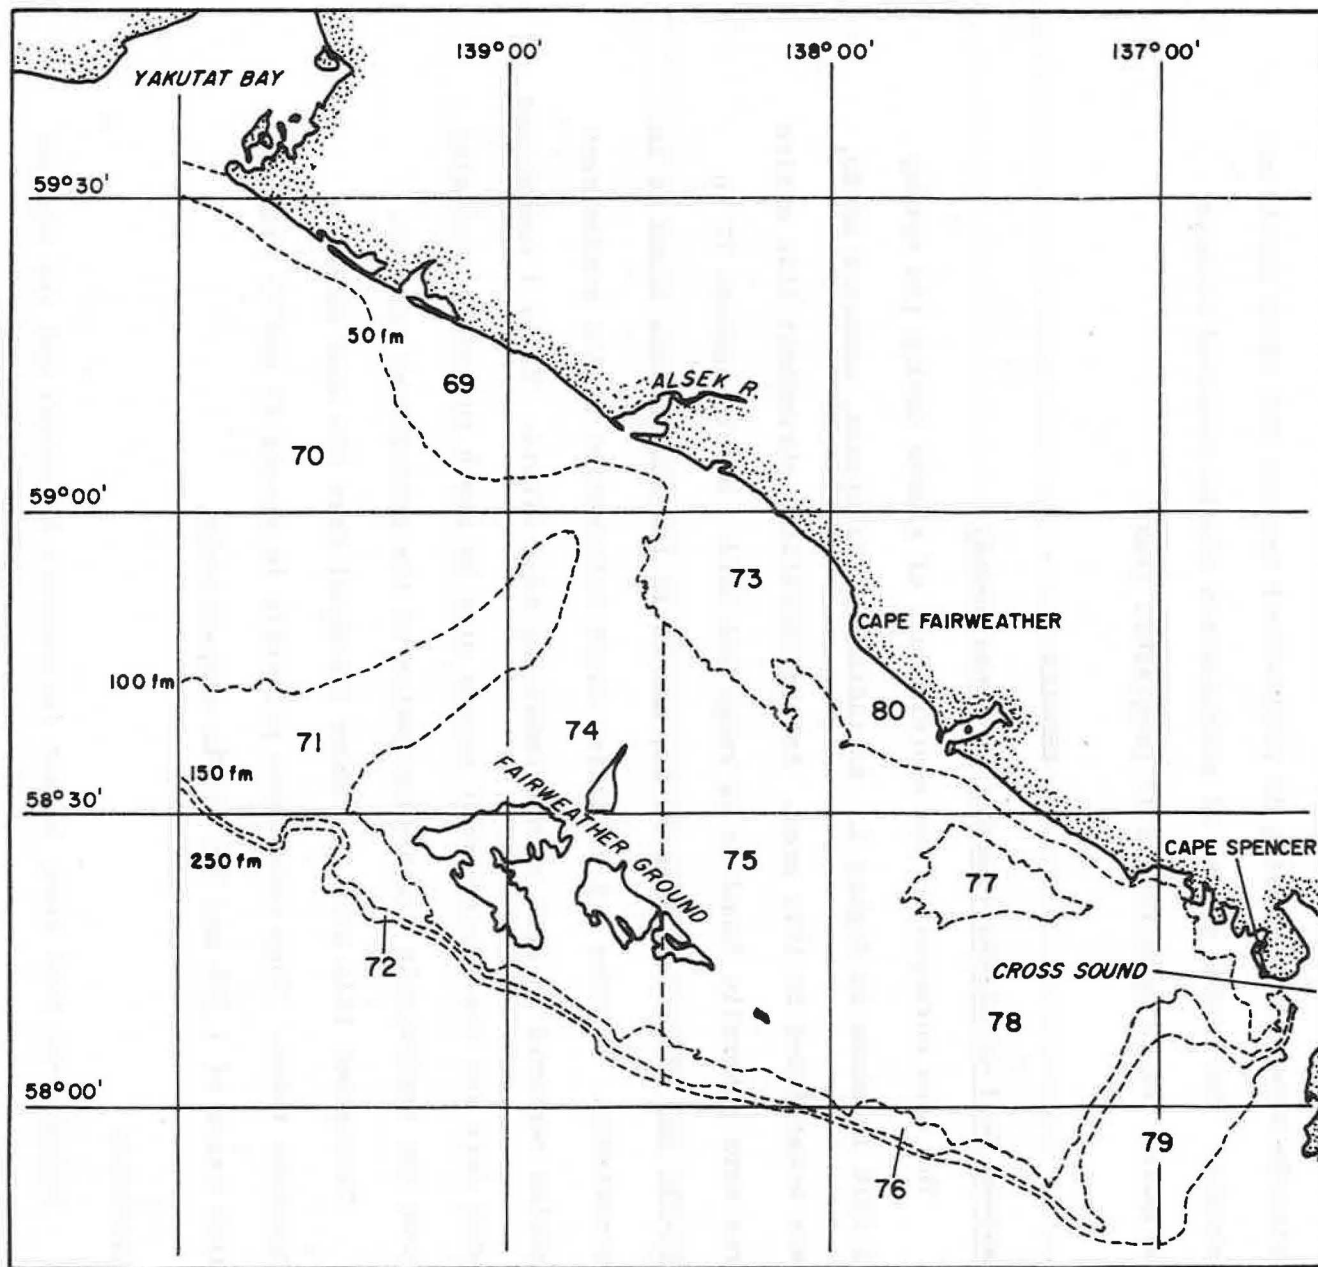 139°00' 138°00' 137°00'
YAKUTAT BAY
59°30'
50 fm
69
ALSEK R
70
59°00'
73
CAPE FAIRWEATHER
100 fm
80
71
74
150 fm
FAIRWEATHER GROUND
58°30'
250 fm
CAPE SPENCER
75
77
72
CROSS SOUND
78
58°00'
79
76